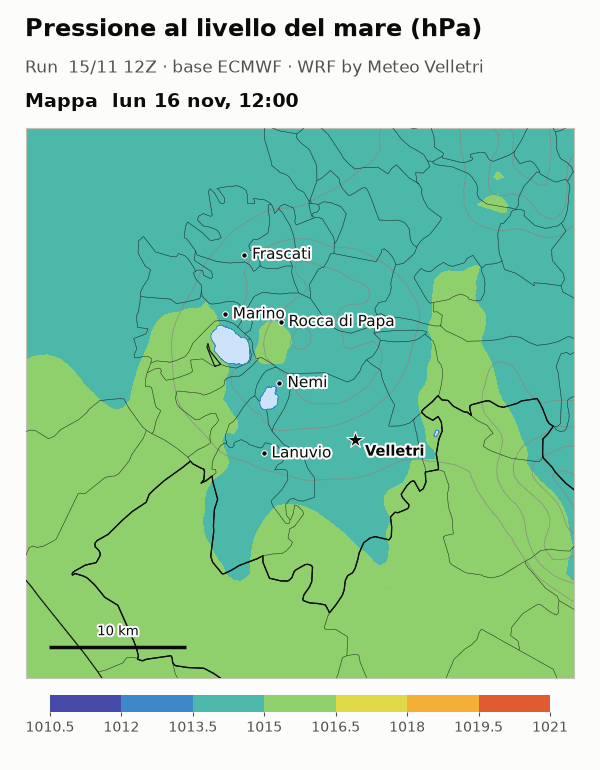 Pressione al livello del mare (hPa)
Run  15/11 12Z · base ECMWF · WRF by Meteo Velletri
Mappa  lun 16 nov, 12:00
Frascati
Marino
Rocca di Papa
Nemi
Velletri
Lanuvio
10 km
1010.5 1012 1013.5 1015 1016.5 1018 1019.5 1021